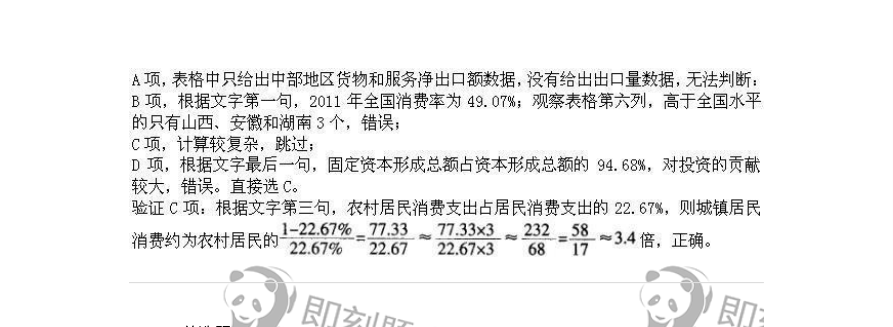 A项，表格中只给出中部地区货物和服务净出口额数据，没有给出出口量数据，无法判断：
B项，根据文字第一句，2011年全国消费率为49.07%；观察表格第六列，高于全国水平
的只有山西、安徽和湖南3个，错误；
C项，计算较复杂，跳过；
D项，根据文字最后一句，固定资本形成总额占资本形成总额的94.68%，对投资的贡献
较大，错误。直接选C。
验证C项：根据文字第三句，农村居民消费支出占居民消费支出的22.67%，则城镇居民
消费约为农村居民的1-22.67%/22.67%=77.33/22.67≈77.33×3/22.67×3≈232/68=58/17≈3.4倍，正确。
即刻题
即刻